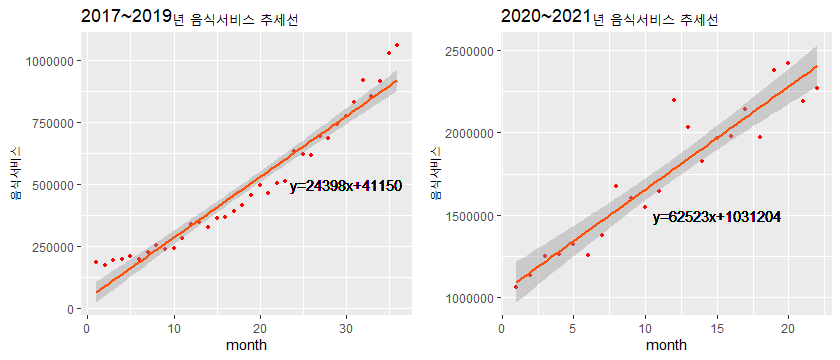 2017~2019년 음식서비스 추세선
음식서비스
1000000
750000
500000
250000
0
y=24398x+41150
0 10 20 30
month
2020~2021년 음식서비스 추세선
음식서비스
2500000
2000000
1500000
1000000
y=62523x+1031204
0 5 10 15 20
month